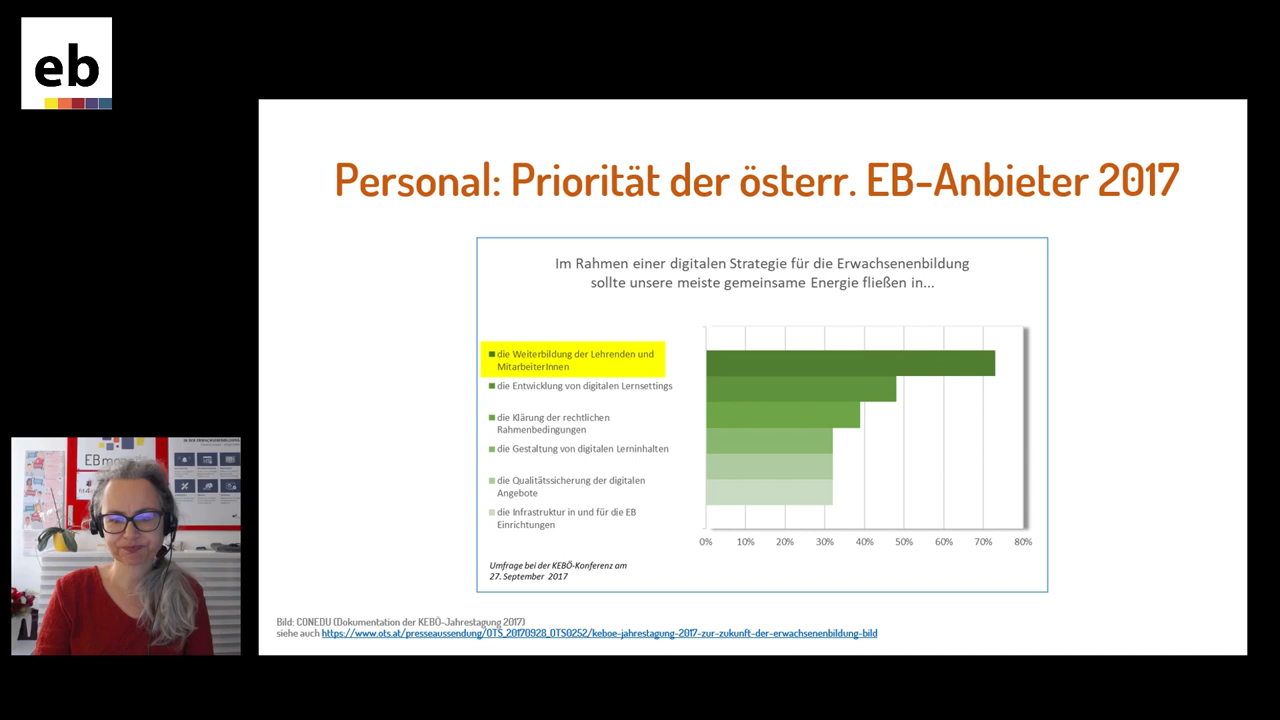 eb
Personal: Priorität der österr. EB-Anbieter 2017
Im Rahmen einer digitalen Strategie für die Erwachsenenbildung
sollte unsere meiste gemeinsame Energie fließen in...
die Weiterbildung der Lehrenden und
MitarbeiterInnen
die Entwicklung von digitalen Lernsettings
die Klärung der rechtlichen
Rahmenbedingungen
die Gestaltung von digitalen Lerninhalten
die Qualitätssicherung der digitalen
Angebote
die Infrastruktur in und für die EB
Einrichtungen
0% 10% 20% 30% 40% 50% 60% 70% 80%
Umfrage bei der KEBÖ-Konferenz am
27. September 2017
Bild: CONEDU (Dokumentation der KEBÖ-Jahrestagung 2017)
siehe auch https://www.ots.at/presseaussendung/OTS_20170928_OTS0252/keboe-jahrestagung-2017-zur-zukunft-der-erwachsenenbildung-bild
EB